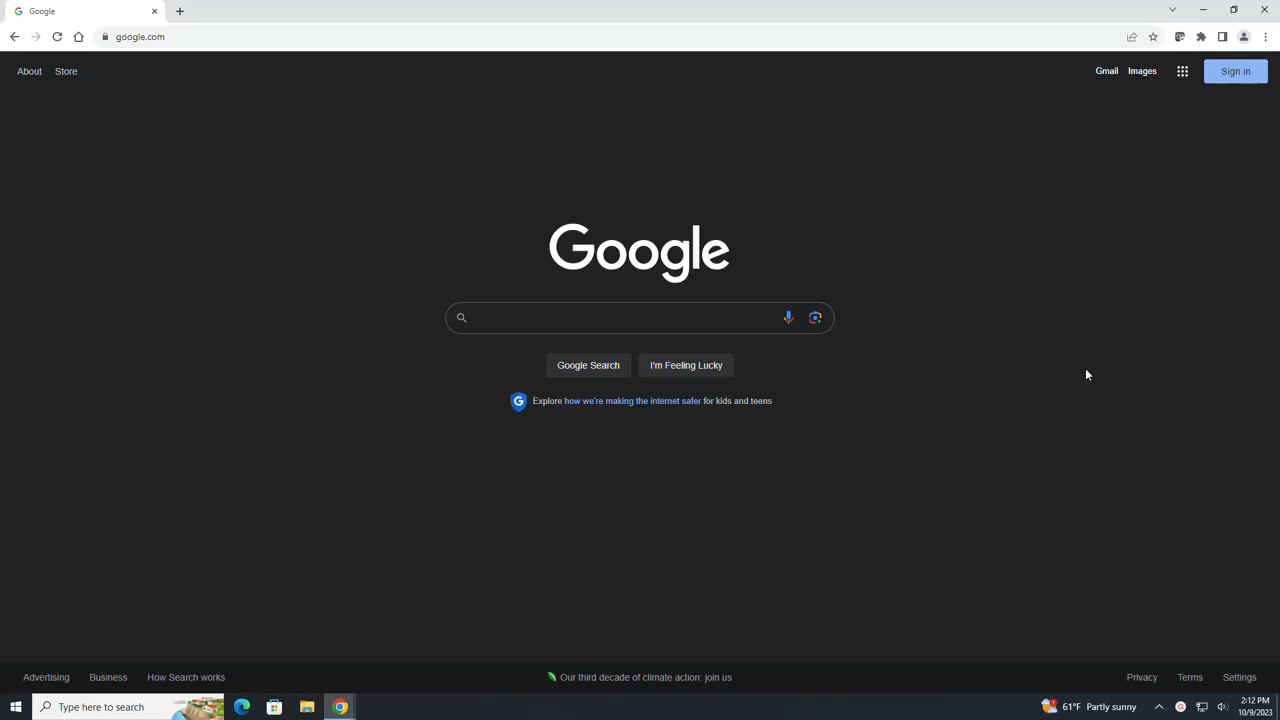 Google
google.com
About Store
Gmail Images Sign in
Google
Google Search I'm Feeling Lucky
Explore how we're making the internet safer for kids and teens
Advertising Business How Search works
Our third decade of climate action: join us
Privacy Terms Settings
Type here to search
61°F Partly sunny
2:12 PM
10/9/2023